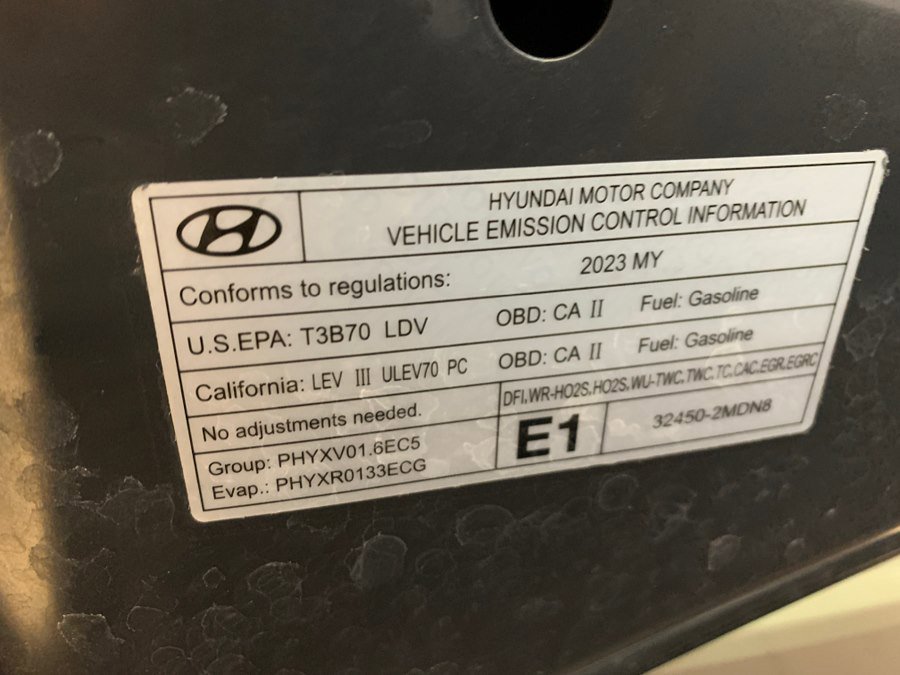 HYUNDAI MOTOR COMPANY
VEHICLE EMISSION CONTROL INFORMATION
Conforms to regulations: 2023 MY
U.S.EPA: T3B70 LDV OBD: CA II Fuel: Gasoline
California: LEV III ULEV70 PC OBD: CA II Fuel: Gasoline
No adjustments needed. DFI,WR-HO2S,HO2S,WU-TWC,TWC,TC,CAC,EGR,EGRC
Group: PHYXV01.6EC5
Evap.: PHYXR0133ECG
E1
32450-2MDN8